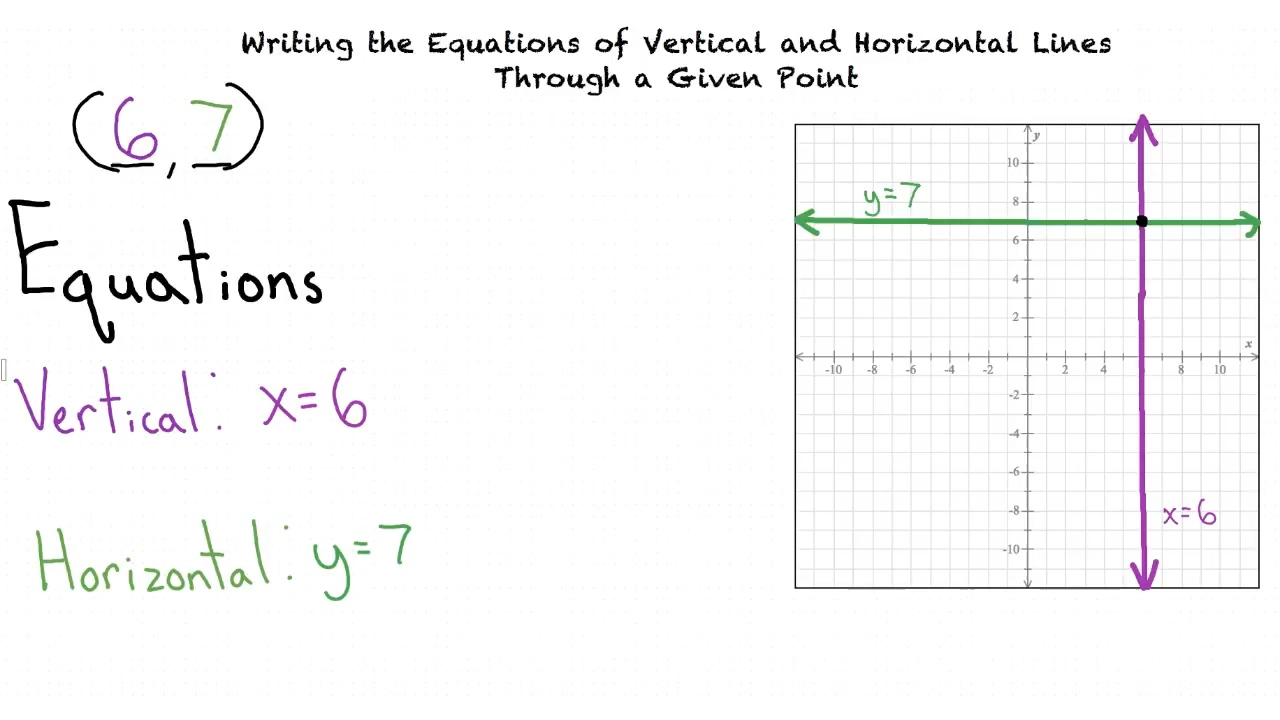 Writing the Equations of Vertical and Horizontal Lines
Through a Given Point
(6, 7)
Equations
Vertical: x=6
Horizontal: y=7
y
10
8
6
4
2
-2
-4
-6
-8
-10
x
-10 -8 -6 -4 -2 2 4 8 10
y=7
x=6